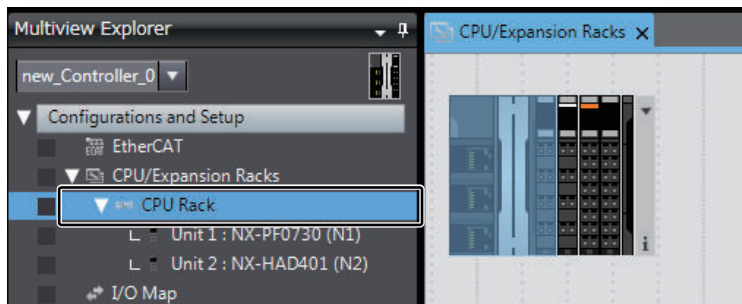 Multiview Explorer
CPU/Expansion Racks
new_Controller_0
Configurations and Setup
EtherCAT
CPU/Expansion Racks
CPU Rack
Unit 1 : NX-PF0730 (N1)
Unit 2 : NX-HAD401 (N2)
I/O Map
i